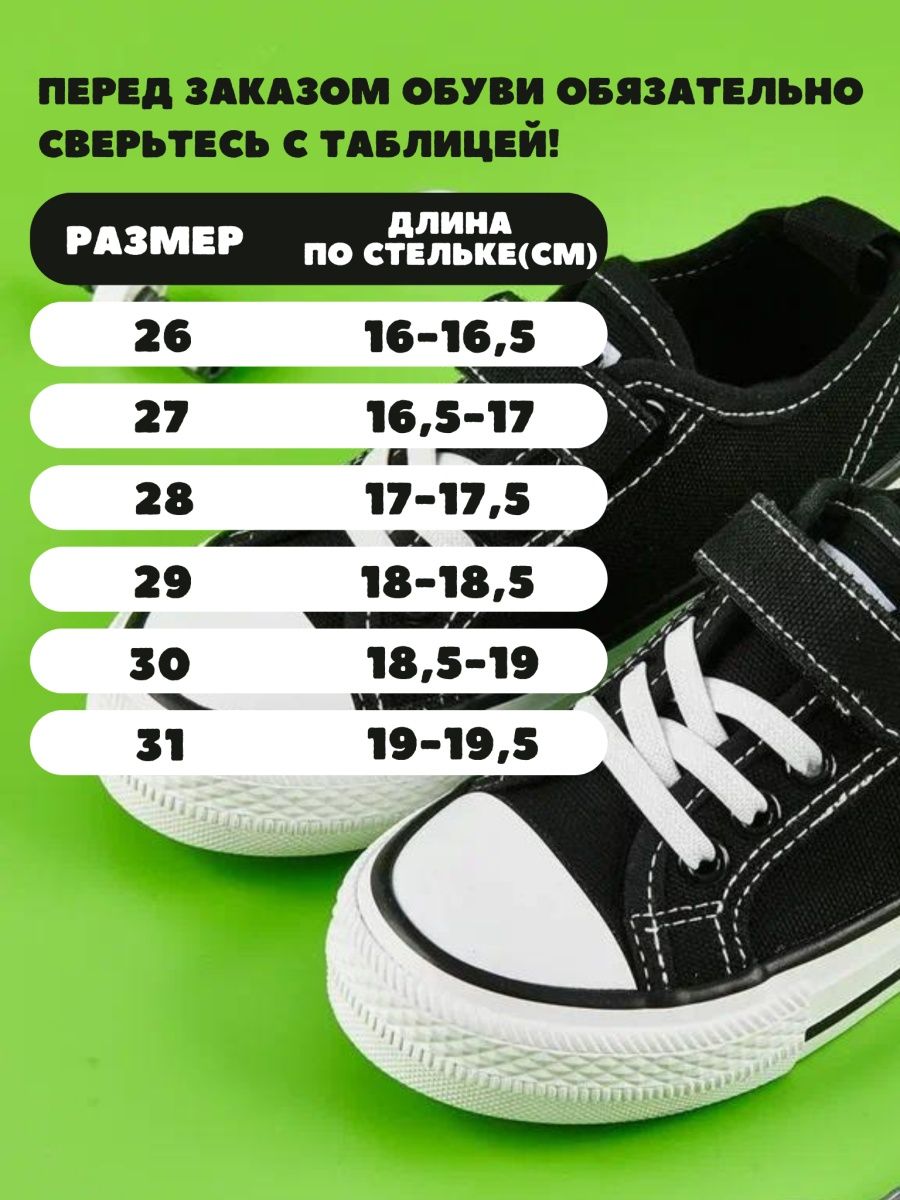 ПЕРЕД ЗАКАЗОМ ОБУВИ ОБЯЗАТЕЛЬНО
СВЕРЬТЕСЬ С ТАБЛИЦЕЙ!
РАЗМЕР ДЛИНА
ПО СТЕЛЬКЕ(СМ)
26 16-16,5
27 16,5-17
28 17-17,5
29 18-18,5
30 18,5-19
31 19-19,5